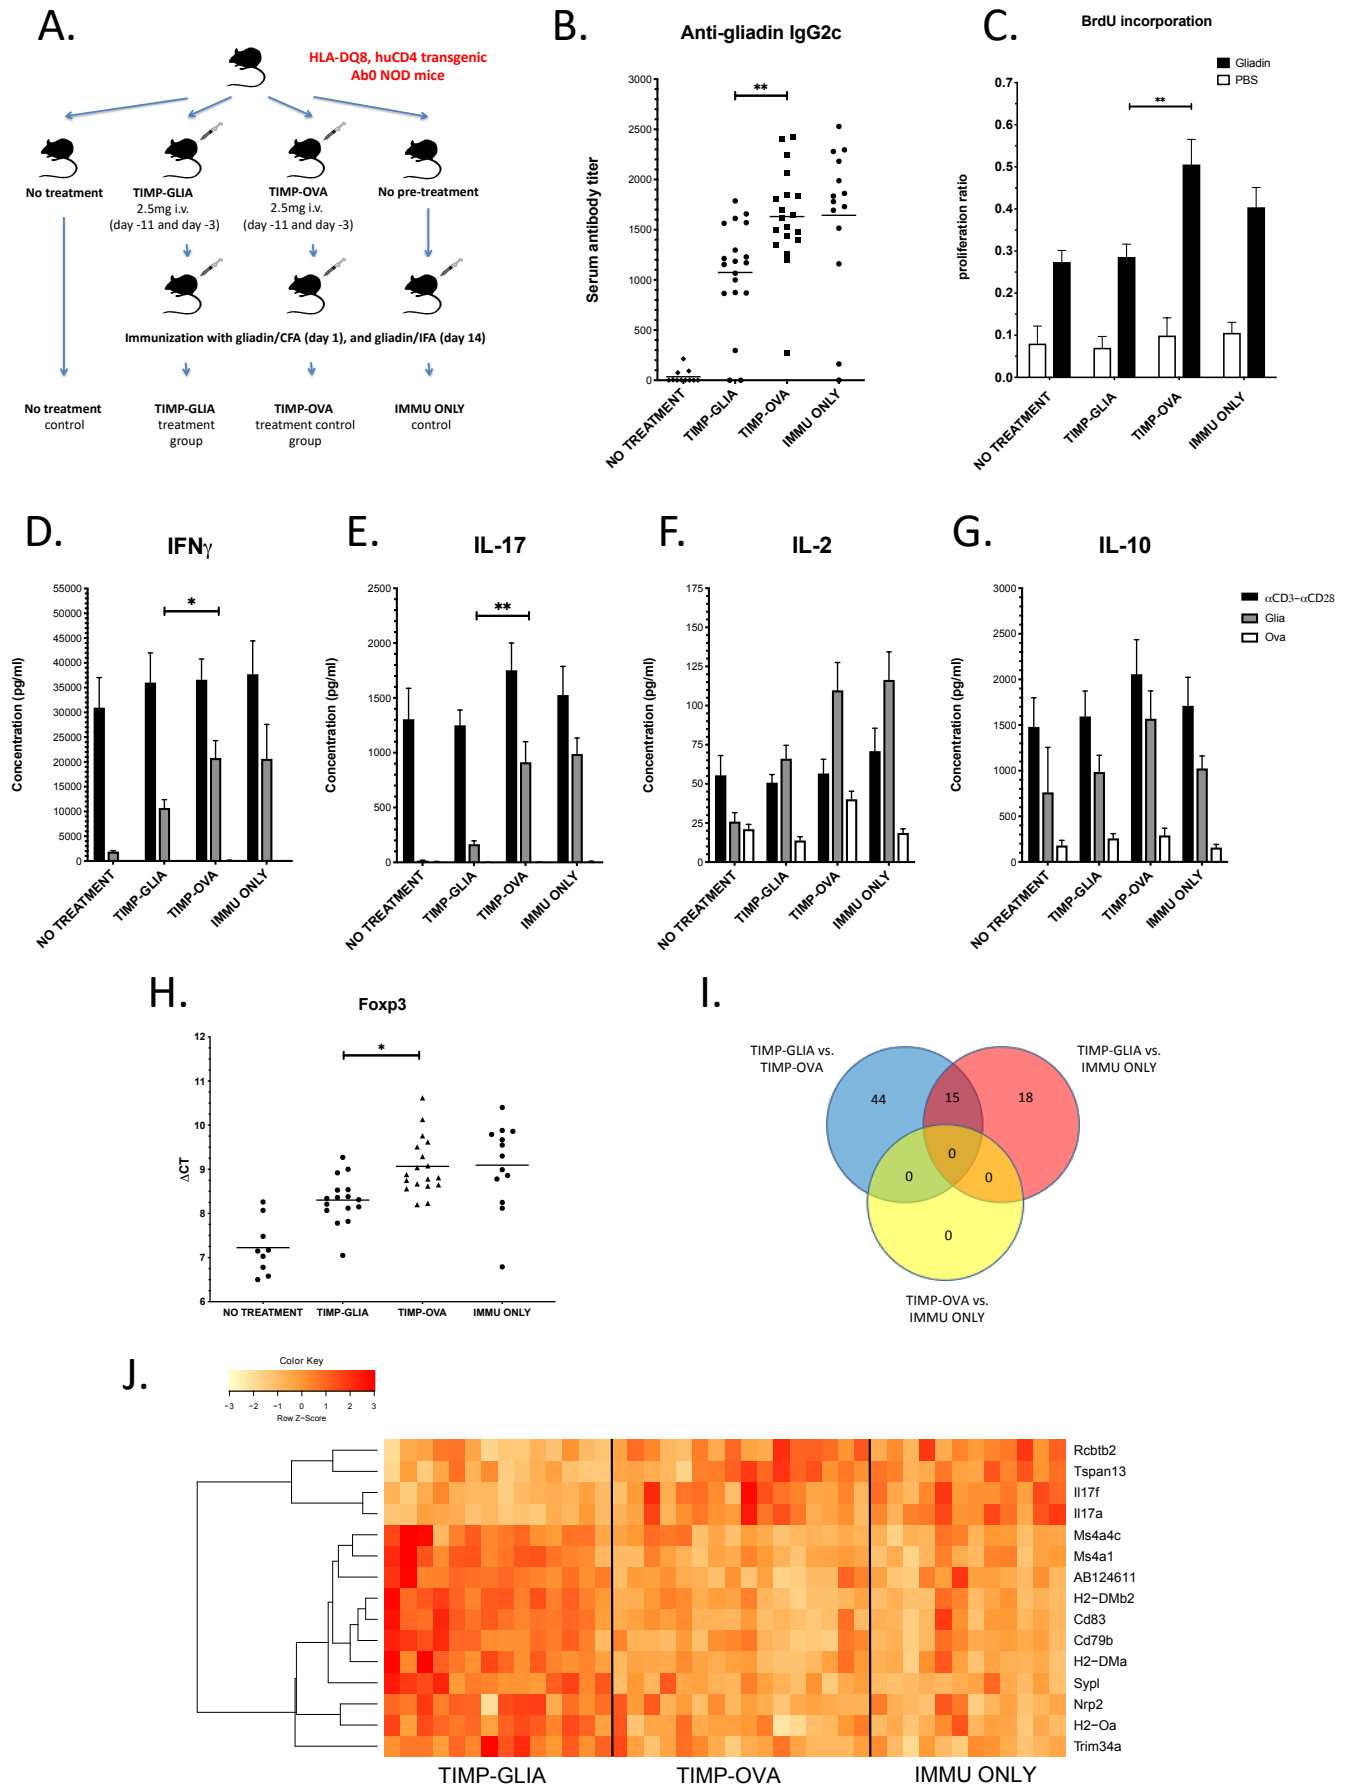 A.
HLA-DQ8, huCD4 transgenic
Ab0 NOD mice
No treatment
TIMP-GLIA
2.5mg i.v.
(day -11 and day -3)
TIMP-OVA
2.5mg i.v.
(day -11 and day -3)
No pre-treatment
Immunization with gliadin/CFA (day 1), and gliadin/IFA (day 14)
No treatment
control
TIMP-GLIA
treatment
group
TIMP-OVA
treatment control
group
IMMU ONLY
control
B.
Anti-gliadin IgG2c
Serum antibody titer
3000
2500
2000
1500
1000
500
0
**
NO TREATMENT
TIMP-GLIA
TIMP-OVA
IMMU ONLY
C.
BrdU incorporation
Gliadin
PBS
proliferation ratio
0.7
0.6
0.5
0.4
0.3
0.2
0.1
0.0
**
NO TREATMENT
TIMP-GLIA
TIMP-OVA
IMMU ONLY
D.
IFNγ
Concentration (pg/ml)
55000
50000
45000
40000
35000
30000
25000
20000
15000
10000
5000
0
*
NO TREATMENT
TIMP-GLIA
TIMP-OVA
IMMU ONLY
E.
IL-17
Concentration (pg/ml)
2500
2000
1500
1000
500
0
**
NO TREATMENT
TIMP-GLIA
TIMP-OVA
IMMU ONLY
F.
IL-2
Concentration (pg/ml)
175
150
125
100
75
50
25
0
NO TREATMENT
TIMP-GLIA
TIMP-OVA
IMMU ONLY
G.
IL-10
Concentration (pg/ml)
3000
2500
2000
1500
1000
500
0
NO TREATMENT
TIMP-GLIA
TIMP-OVA
IMMU ONLY
αCD3-αCD28
Glia
Ova
H.
Foxp3
ΔCT
12
11
10
9
8
7
6
*
NO TREATMENT
TIMP-GLIA
TIMP-OVA
IMMU ONLY
I.
TIMP-GLIA vs.
TIMP-OVA
TIMP-GLIA vs.
IMMU ONLY
44
15
18
0
0
0
0
TIMP-OVA vs.
IMMU ONLY
J.
Color Key
-3 -2 -1 0 1 2 3
Row Z-Score
Rcbtb2
Tspan13
Il17f
Il17a
Ms4a4c
Ms4a1
AB124611
H2-DMb2
Cd83
Cd79b
H2-DMa
Sypl
Nrp2
H2-Oa
Trim34a
TIMP-GLIA
TIMP-OVA
IMMU ONLY